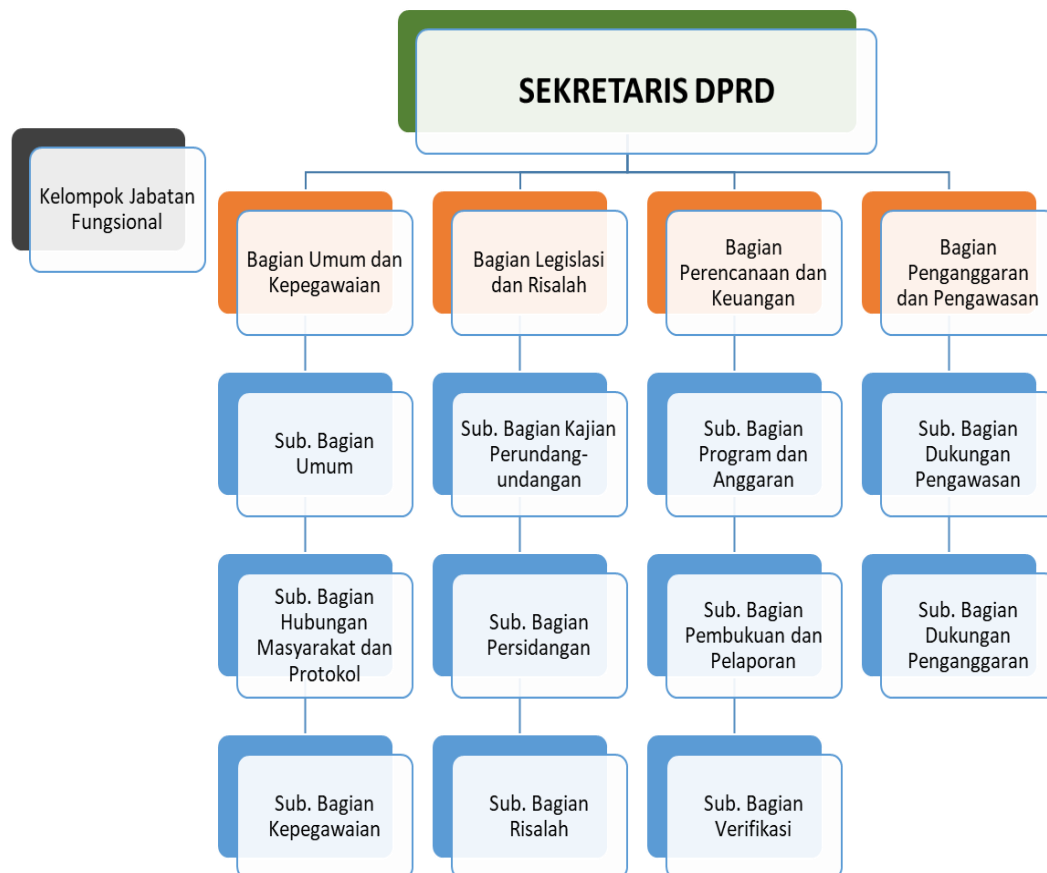 SEKRETARIS DPRD
Kelompok Jabatan
Fungsional
Bagian Umum dan
Kepegawaian
Bagian Legislasi
dan Risalah
Bagian
Perencanaan dan
Keuangan
Bagian
Penganggaran
dan Pengawasan
Sub. Bagian
Umum
Sub. Bagian Kajian
Perundang-
undangan
Sub. Bagian
Program dan
Anggaran
Sub. Bagian
Dukungan
Pengawasan
Sub. Bagian
Hubungan
Masyarakat dan
Protokol
Sub. Bagian
Persidangan
Sub. Bagian
Pembukuan dan
Pelaporan
Sub. Bagian
Dukungan
Penganggaran
Sub. Bagian
Kepegawaian
Sub. Bagian
Risalah
Sub. Bagian
Verifikasi